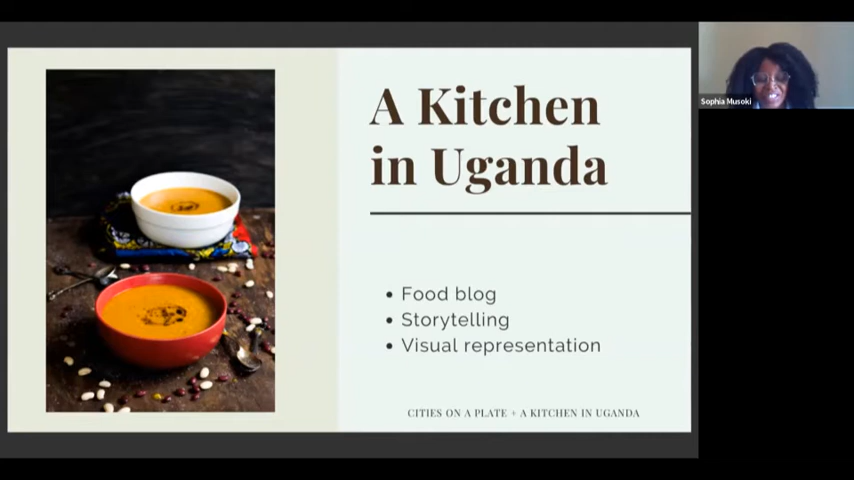 A Kitchen
in Uganda
• Food blog
• Storytelling
• Visual representation
CITIES ON A PLATE + A KITCHEN IN UGANDA
Sophia Musoki